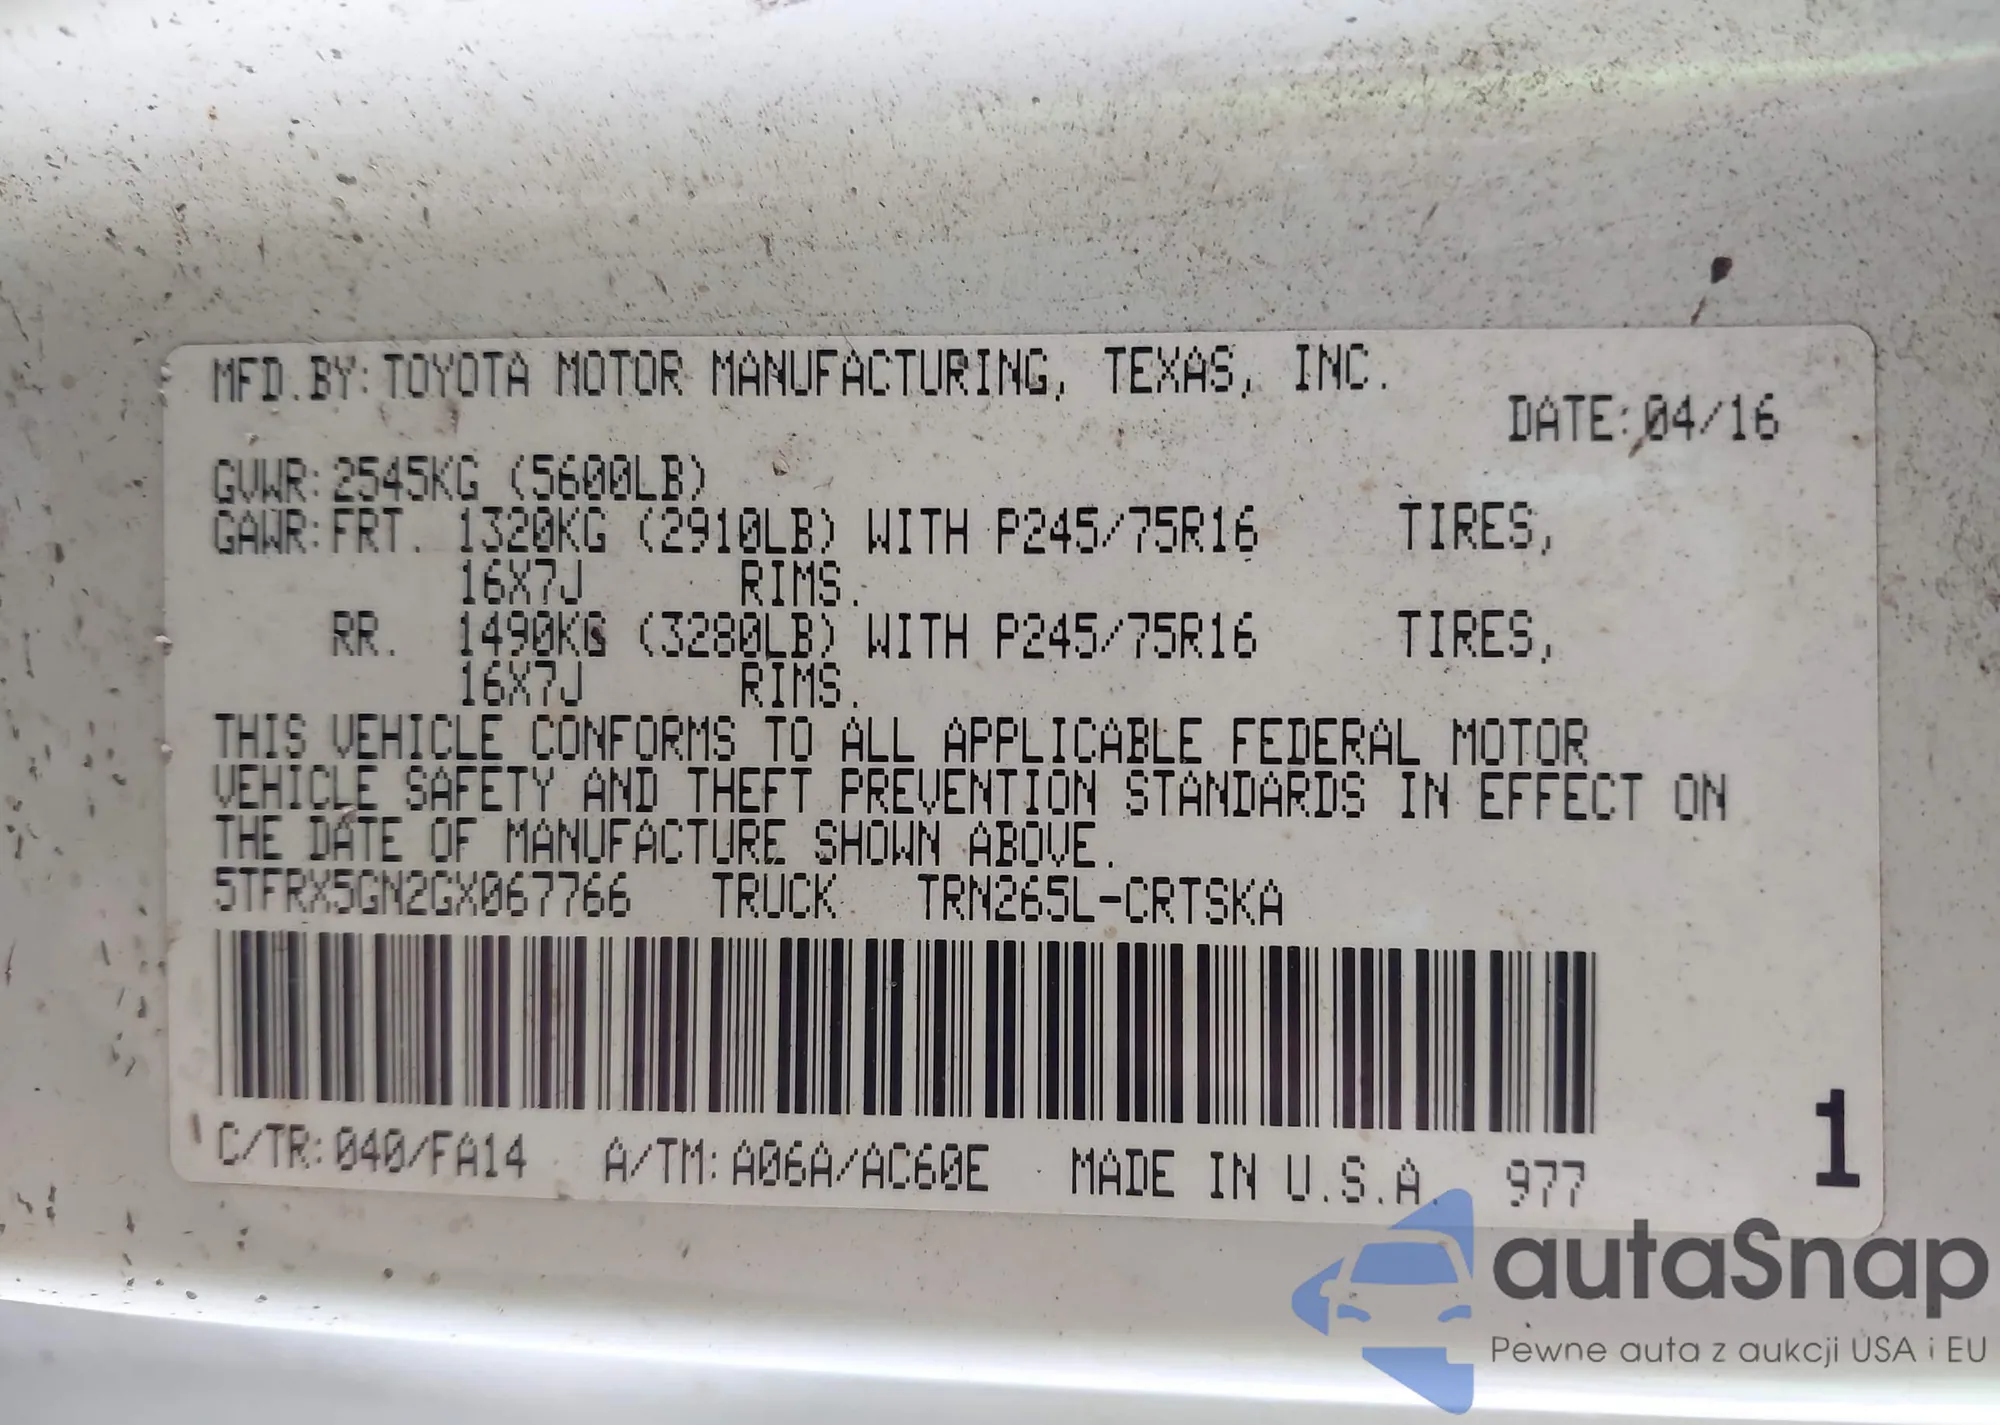 MFD.BY:TOYOTA MOTOR MANUFACTURING, TEXAS, INC.
DATE:04/16
GVWR:2545KG (5600LB)
GAWR:FRT. 1320KG (2910LB) WITH P245/75R16 TIRES,
16X7J RIMS.
RR. 1490KG (3280LB) WITH P245/75R16 TIRES,
16X7J RIMS.
THIS VEHICLE CONFORMS TO ALL APPLICABLE FEDERAL MOTOR
VEHICLE SAFETY AND THEFT PREVENTION STANDARDS IN EFFECT ON
THE DATE OF MANUFACTURE SHOWN ABOVE.
5TFRX5GN2GX067766 TRUCK TRN265L-CRTSKA
C/TR:040/FA14 A/TM:A06A/AC60E MADE IN U.S.A. 977
1
autaSnap
Pewne auta z aukcji USA i EU